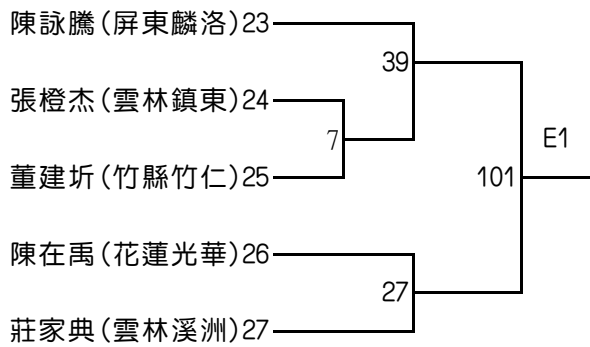 陳詠騰(屏東麟洛)23
39
張橙杰(雲林鎮東)24
7
E1
董建圻(竹縣竹仁)25
101
陳在禹(花蓮光華)26
27
莊家典(雲林溪洲)27